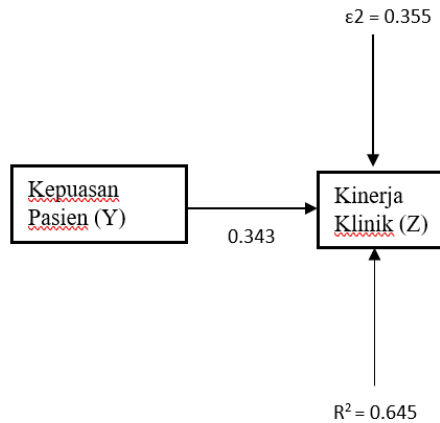 ε2 = 0.355
Kepuasan
Pasien (Y)
Kinerja
Klinik (Z)
0.343
R² = 0.645